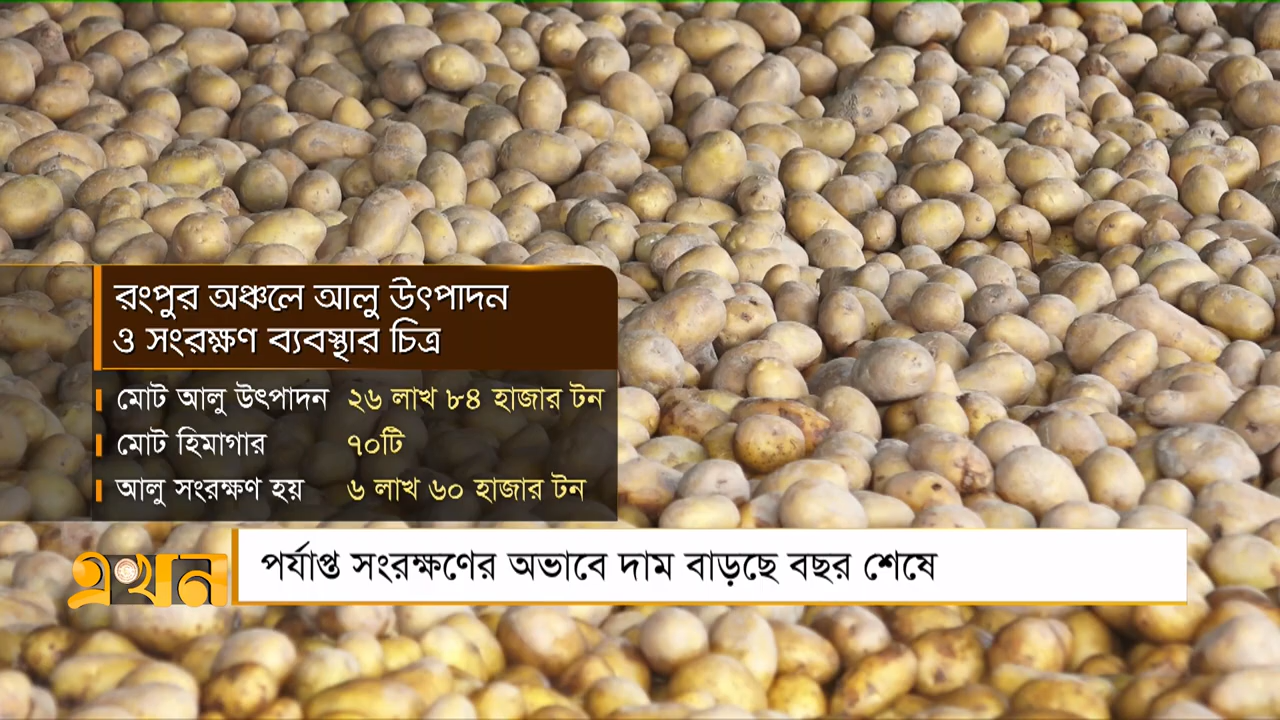 রংপুর অঞ্চলে আলু উৎপাদন
ও সংরক্ষণ ব্যবস্থার চিত্র
মোট আলু উৎপাদন ২৬ লাখ ৮৪ হাজার টন
মোট হিমাগার ৭০টি
আলু সংরক্ষণ হয় ৬ লাখ ৬০ হাজার টন
এখন
পর্যাপ্ত সংরক্ষণের অভাবে দাম বাড়ছে বছর শেষে